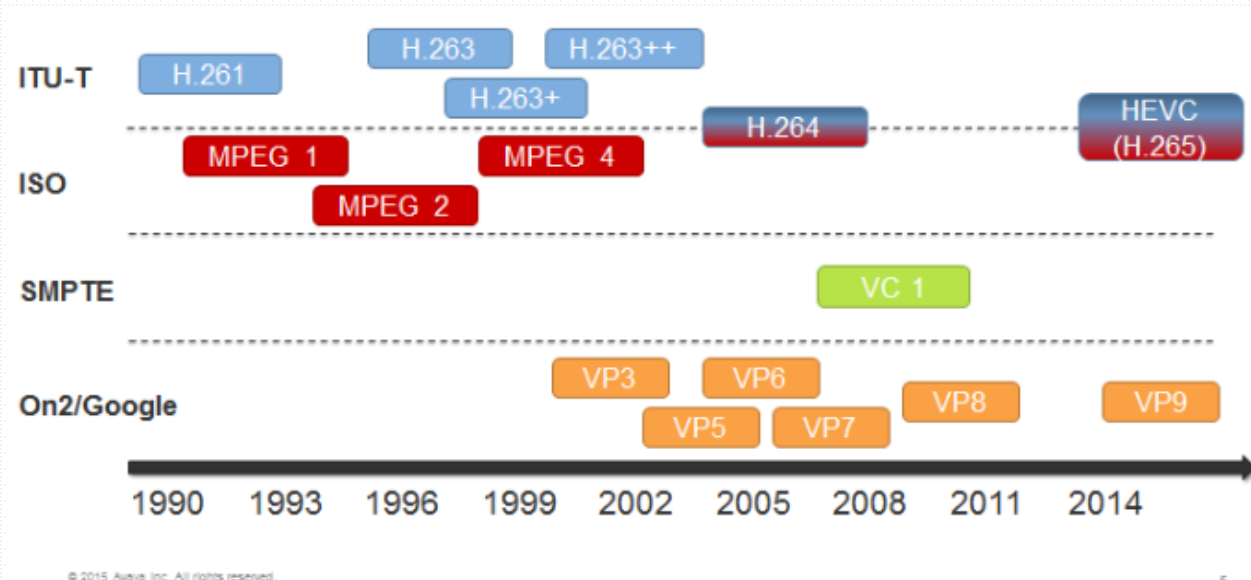 ITU-T
H.261
H.263
H.263++
H.263+
H.264
HEVC
(H.265)
ISO
MPEG 1
MPEG 4
MPEG 2
SMPTE
VC 1
On2/Google
VP3
VP6
VP8
VP9
VP5
VP7
1990 1993 1996 1999 2002 2005 2008 2011 2014
© 2015 Avaya Inc. All rights reserved.